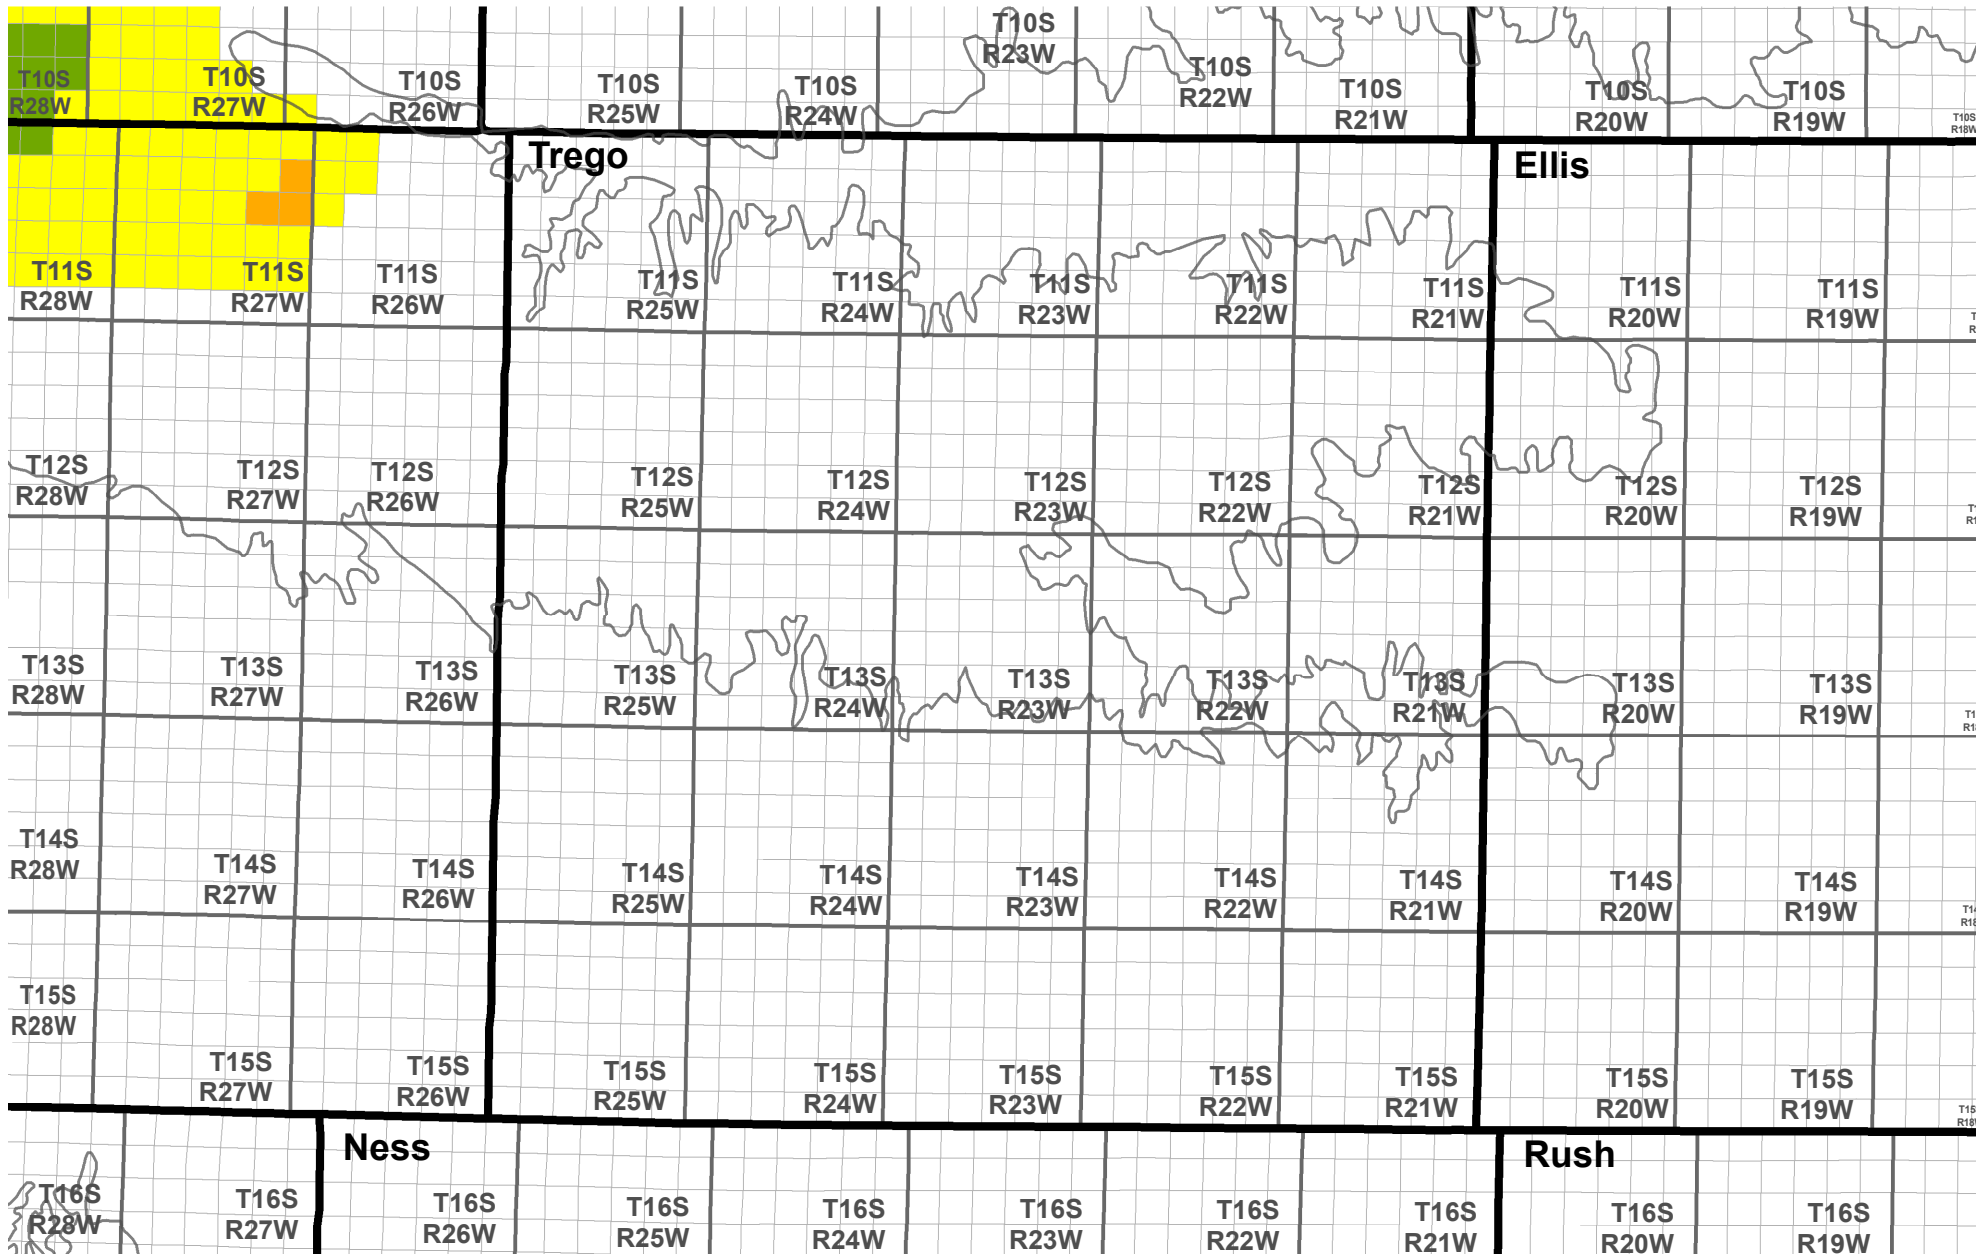 T10S
R28W
T10S
R27W
T10S
R26W
T10S
R25W
T10S
R24W
T10S
R23W
T10S
R22W
T10S
R21W
T10S
R20W
T10S
R19W
T10S
R18W
Trego
Ellis
T11S
R28W
T11S
R27W
T11S
R26W
T11S
R25W
T11S
R24W
T11S
R23W
T11S
R22W
T11S
R21W
T11S
R20W
T11S
R19W
T12S
R28W
T12S
R27W
T12S
R26W
T12S
R25W
T12S
R24W
T12S
R23W
T12S
R22W
T12S
R21W
T12S
R20W
T12S
R19W
T13S
R28W
T13S
R27W
T13S
R26W
T13S
R25W
T13S
R24W
T13S
R23W
T13S
R22W
T13S
R21W
T13S
R20W
T13S
R19W
T14S
R28W
T14S
R27W
T14S
R26W
T14S
R25W
T14S
R24W
T14S
R23W
T14S
R22W
T14S
R21W
T14S
R20W
T14S
R19W
T15S
R28W
T15S
R27W
T15S
R26W
T15S
R25W
T15S
R24W
T15S
R23W
T15S
R22W
T15S
R21W
T15S
R20W
T15S
R19W
Ness
Rush
T16S
R28W
T16S
R27W
T16S
R26W
T16S
R25W
T16S
R24W
T16S
R23W
T16S
R22W
T16S
R21W
T16S
R20W
T16S
R19W